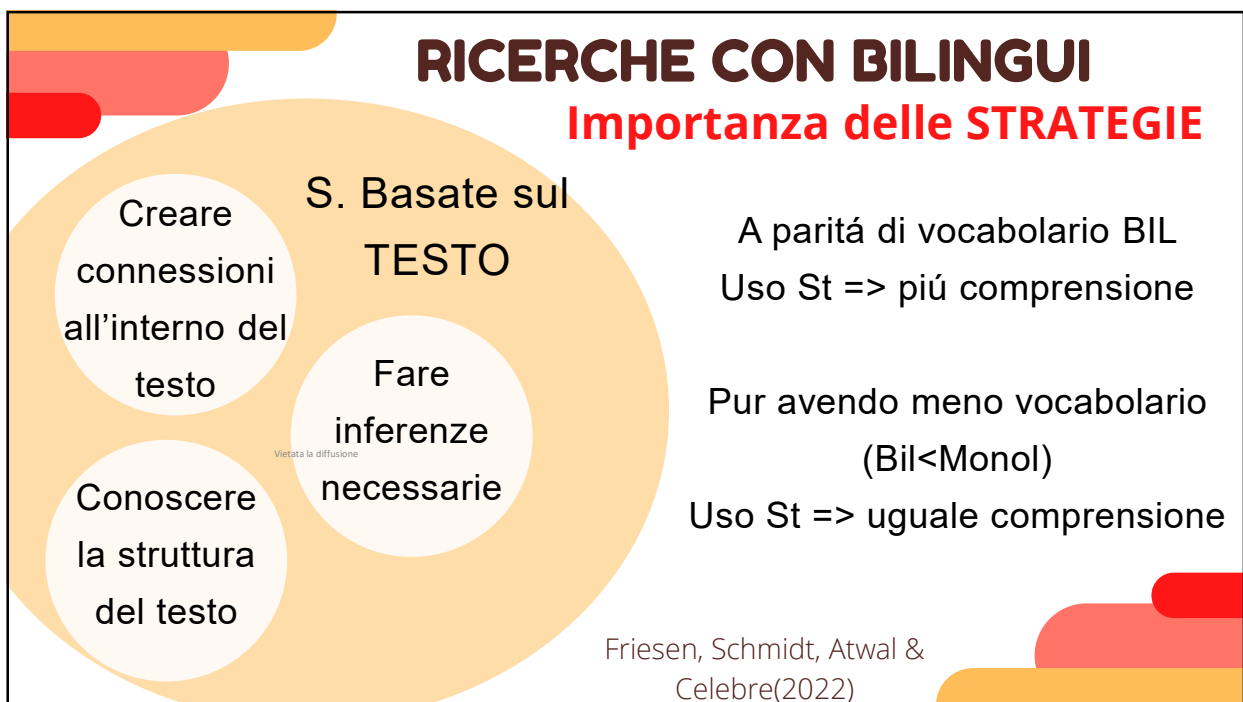 RICERCHE CON BILINGUI
Importanza delle STRATEGIE
S. Basate sul
TESTO
Creare
connessioni
all'interno del
testo
Fare
inferenze
necessarie
Vietata la diffusione
Conoscere
la struttura
del testo
A paritá di vocabolario BIL
Uso St => piú comprensione
Pur avendo meno vocabolario
(Bil<Monol)
Uso St => uguale comprensione
Friesen, Schmidt, Atwal &
Celebre(2022)